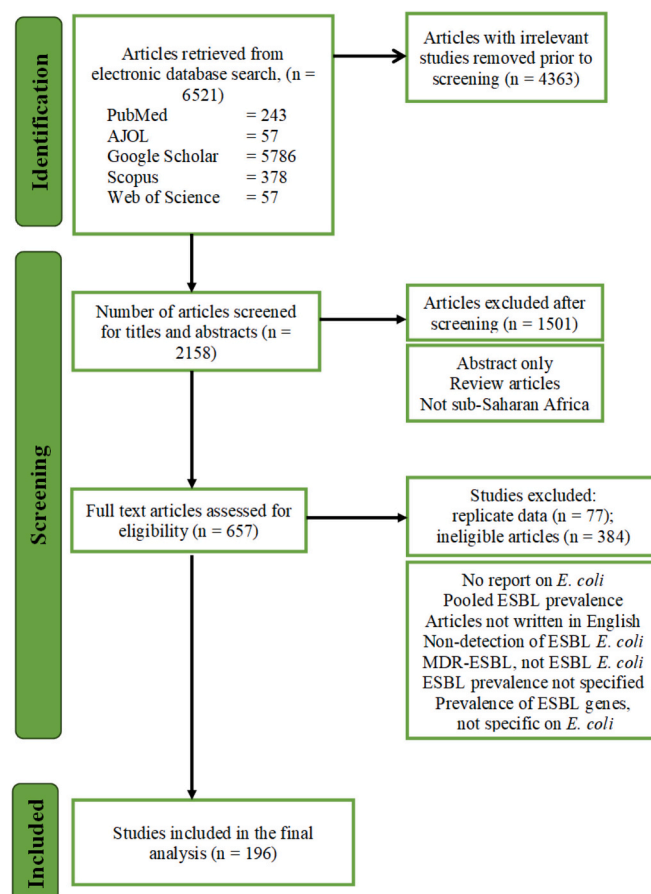 Identification
Articles retrieved from
electronic database search, (n =
6521)
PubMed = 243
AJOL = 57
Google Scholar = 5786
Scopus = 378
Web of Science = 57
Articles with irrelevant
studies removed prior to
screening (n = 4363)
Screening
Number of articles screened
for titles and abstracts (n =
2158)
Articles excluded after
screening (n = 1501)
Abstract only
Review articles
Not sub-Saharan Africa
Full text articles assessed for
eligibility (n = 657)
Studies excluded:
replicate data (n = 77);
ineligible articles (n = 384)
No report on E. coli
Pooled ESBL prevalence
Articles not written in English
Non-detection of ESBL E. coli
MDR-ESBL, not ESBL E. coli
ESBL prevalence not specified
Prevalence of ESBL genes,
not specific on E. coli
Included
Studies included in the final
analysis (n = 196)